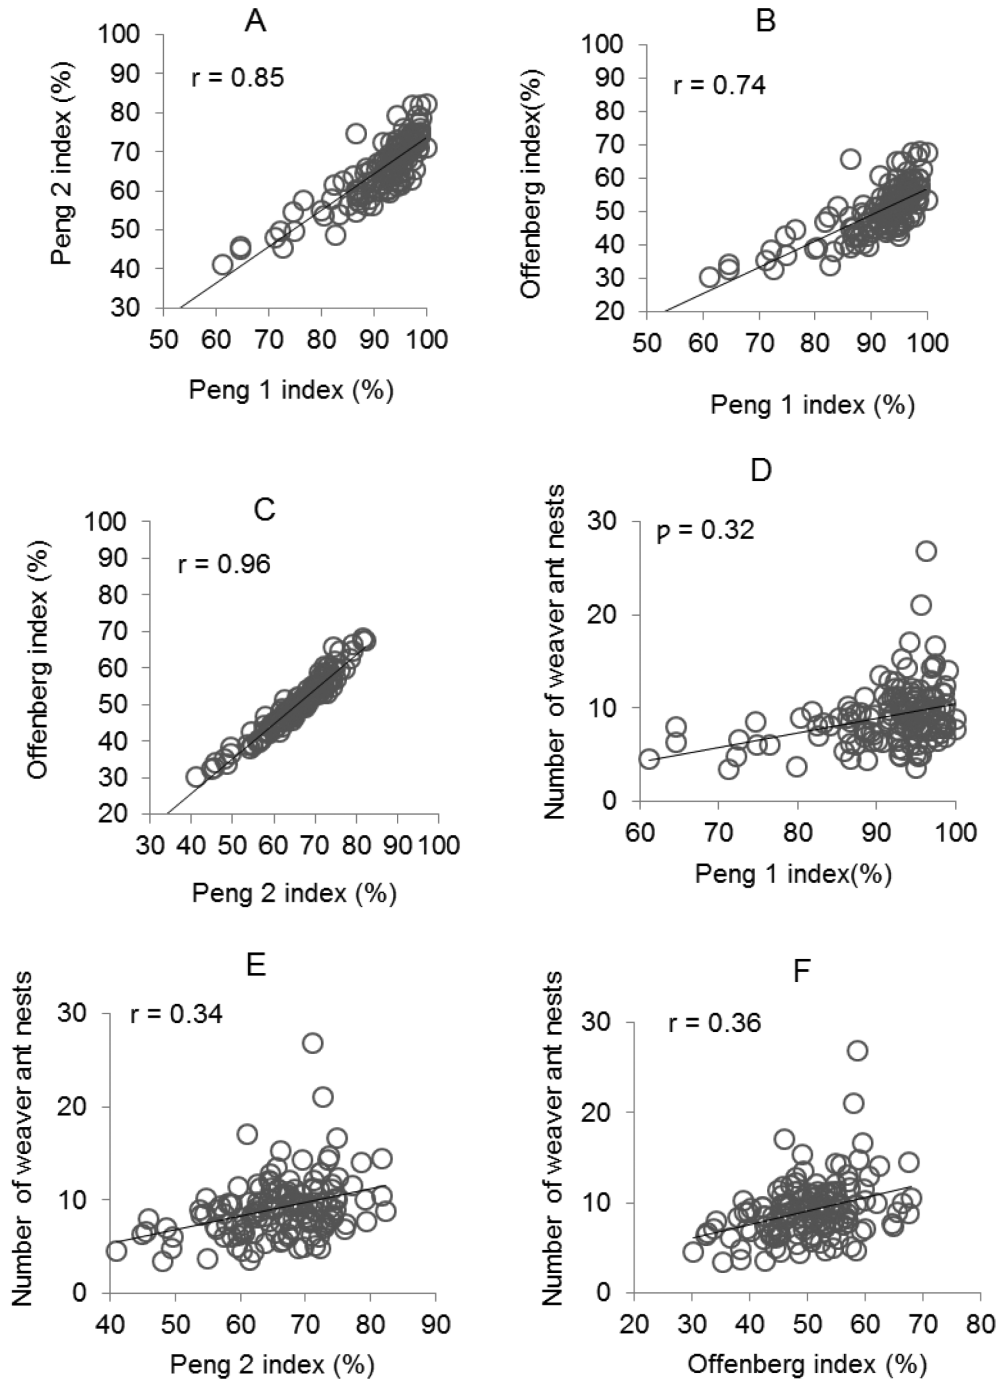 A
Peng 2 index (%)
100
90
80
70
60
50
40
30
r = 0.85
50 60 70 80 90 100
Peng 1 index (%)
B
Offenberg index(%)
100
90
80
70
60
50
40
30
20
r = 0.74
50 60 70 80 90 100
Peng 1 index (%)
C
Offenberg index (%)
100
90
80
70
60
50
40
30
20
r = 0.96
30 40 50 60 70 80 90 100
Peng 2 index (%)
D
Number of weaver ant nests
30
20
10
0
p = 0.32
60 70 80 90 100
Peng 1 index(%)
E
Number of weaver ant nests
30
20
10
0
r = 0.34
40 50 60 70 80 90
Peng 2 index (%)
F
Number of weaver ant nests
30
20
10
0
r = 0.36
20 30 40 50 60 70 80
Offenberg index (%)